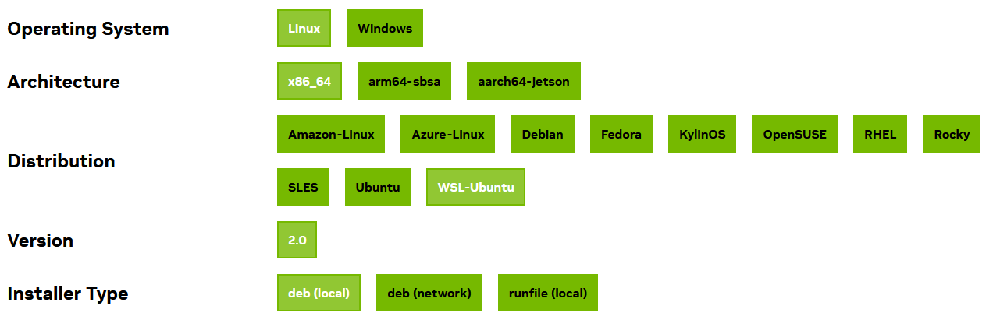 Operating System Linux Windows
Architecture x86_64 arm64-sbsa aarch64-jetson
Distribution Amazon-Linux Azure-Linux Debian Fedora KylinOS OpenSUSE RHEL Rocky
SLES Ubuntu WSL-Ubuntu
Version 2.0
Installer Type deb (local) deb (network) runfile (local)